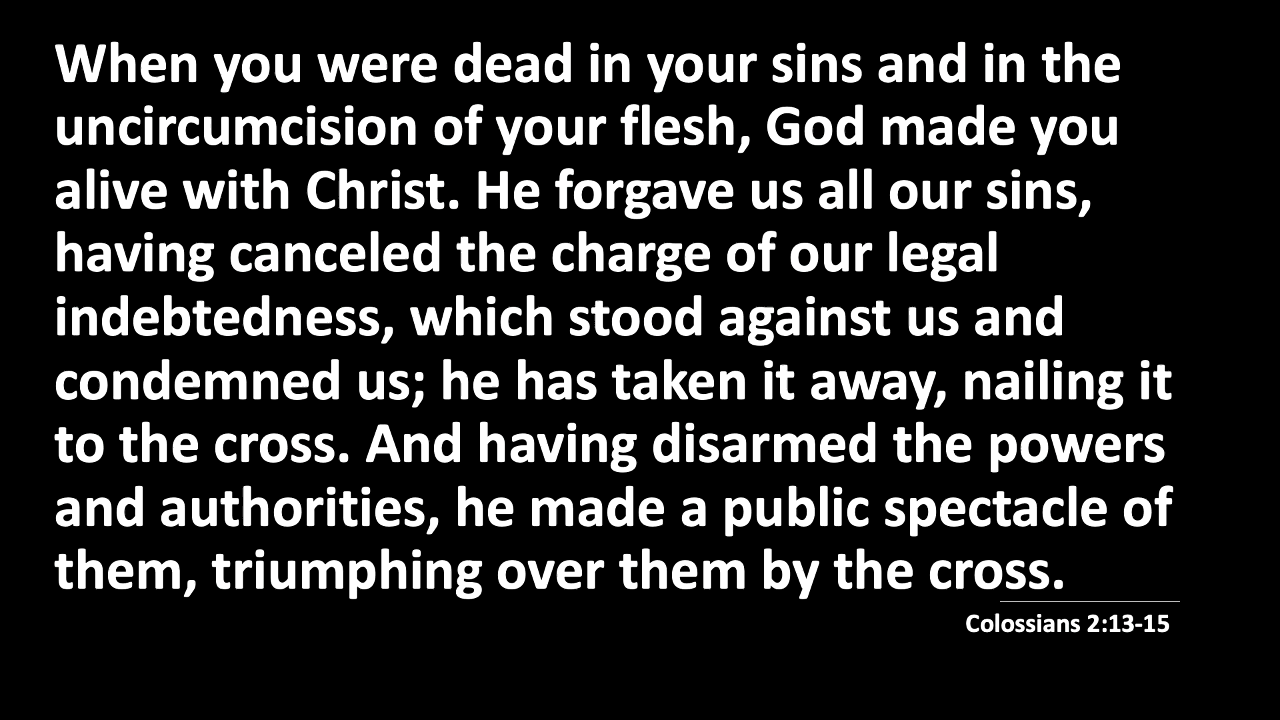 When you were dead in your sins and in the
uncircumcision of your flesh, God made you
alive with Christ. He forgave us all our sins,
having canceled the charge of our legal
indebtedness, which stood against us and
condemned us; he has taken it away, nailing it
to the cross. And having disarmed the powers
and authorities, he made a public spectacle of
them, triumphing over them by the cross.
Colossians 2:13-15